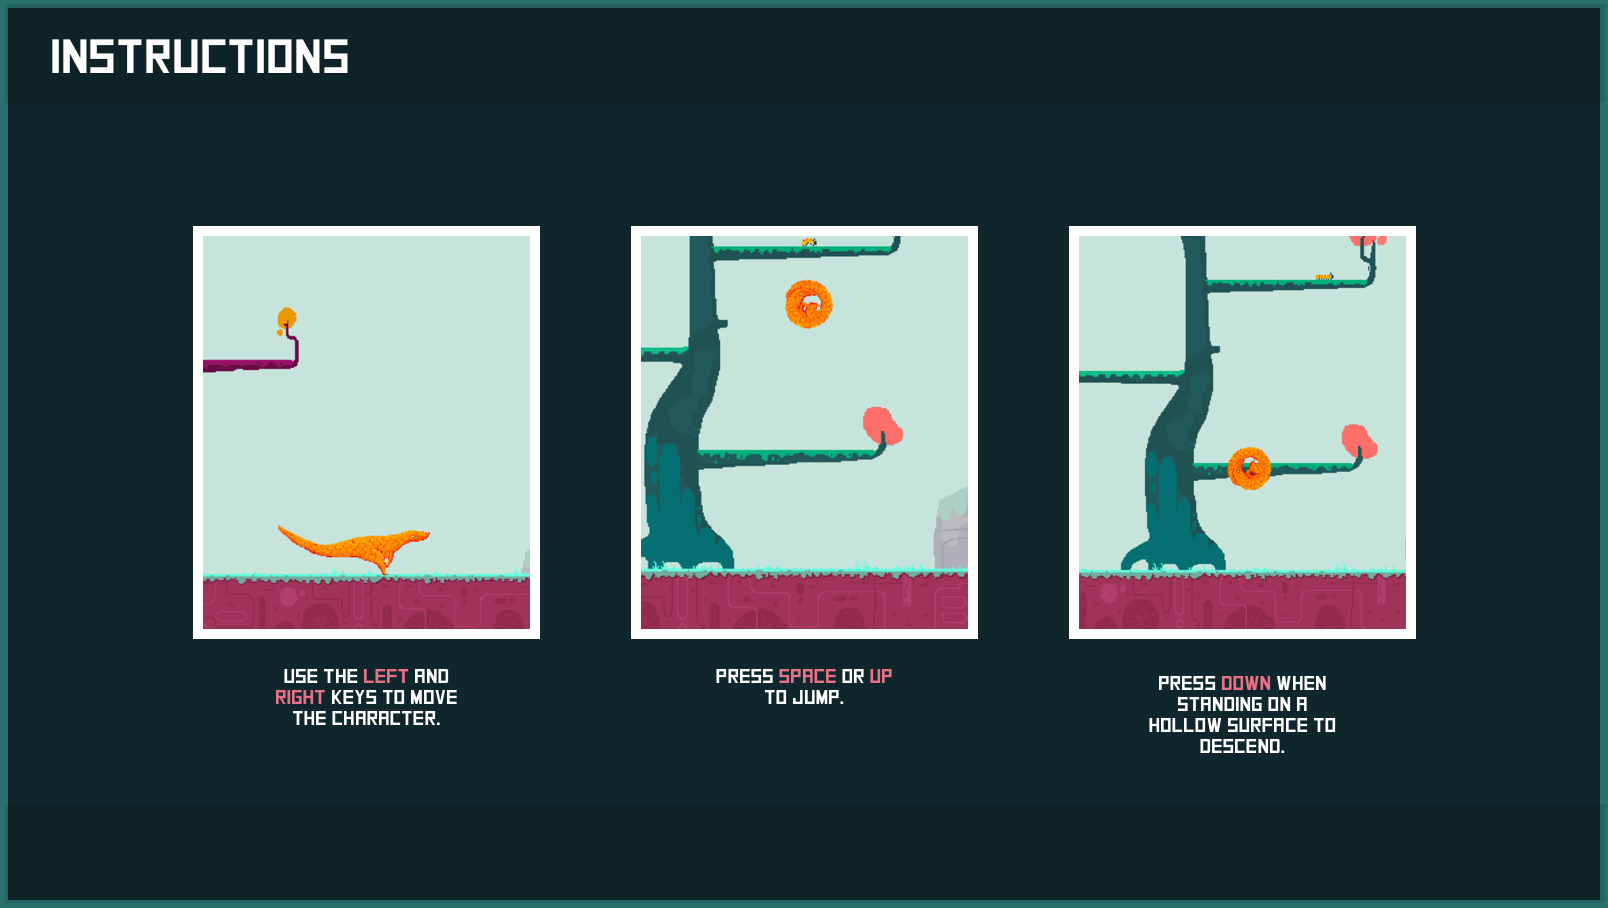 INSTRUCTIONS
USE THE LEFT AND
RIGHT KEYS TO MOVE
THE CHARACTER.
PRESS SPACE OR UP
TO JUMP.
PRESS DOWN WHEN
STANDING ON A
HOLLOW SURFACE TO
DESCEND.